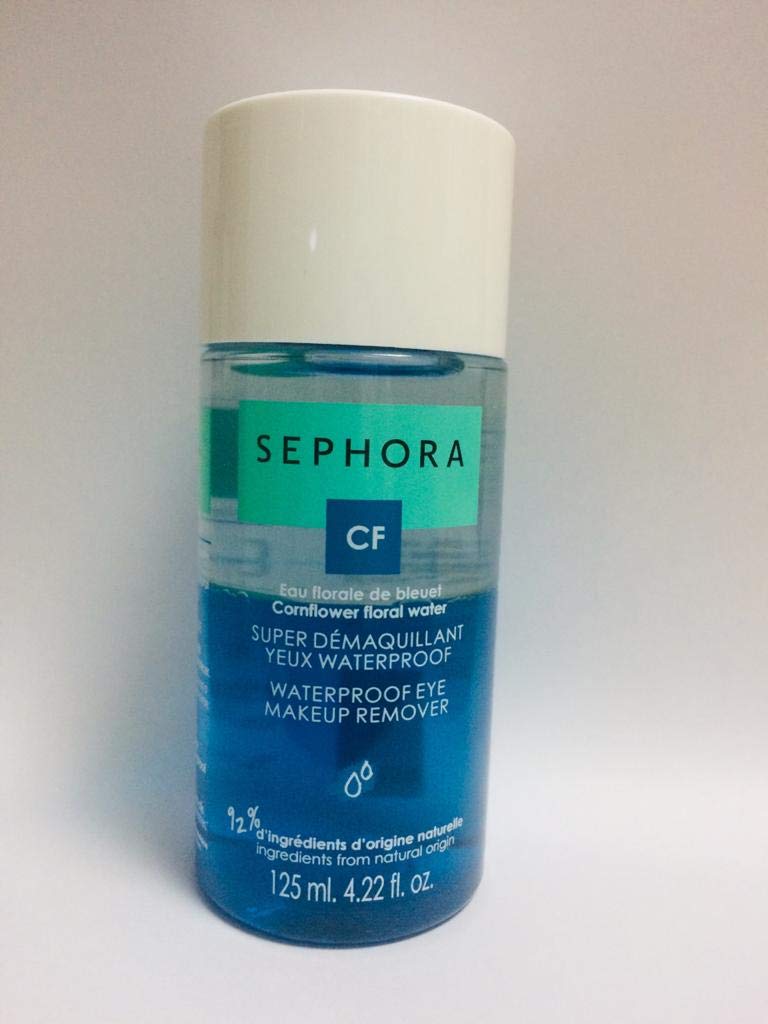 SEPHORA
CF
Eau florale de bleuet
Cornflower floral water
SUPER DÉMAQUILLANT
YEUX WATERPROOF
WATERPROOF EYE
MAKEUP REMOVER
92%
d'ingrédients d'origine naturelle
ingredients from natural origin
125 ml. 4.22 fl. oz.